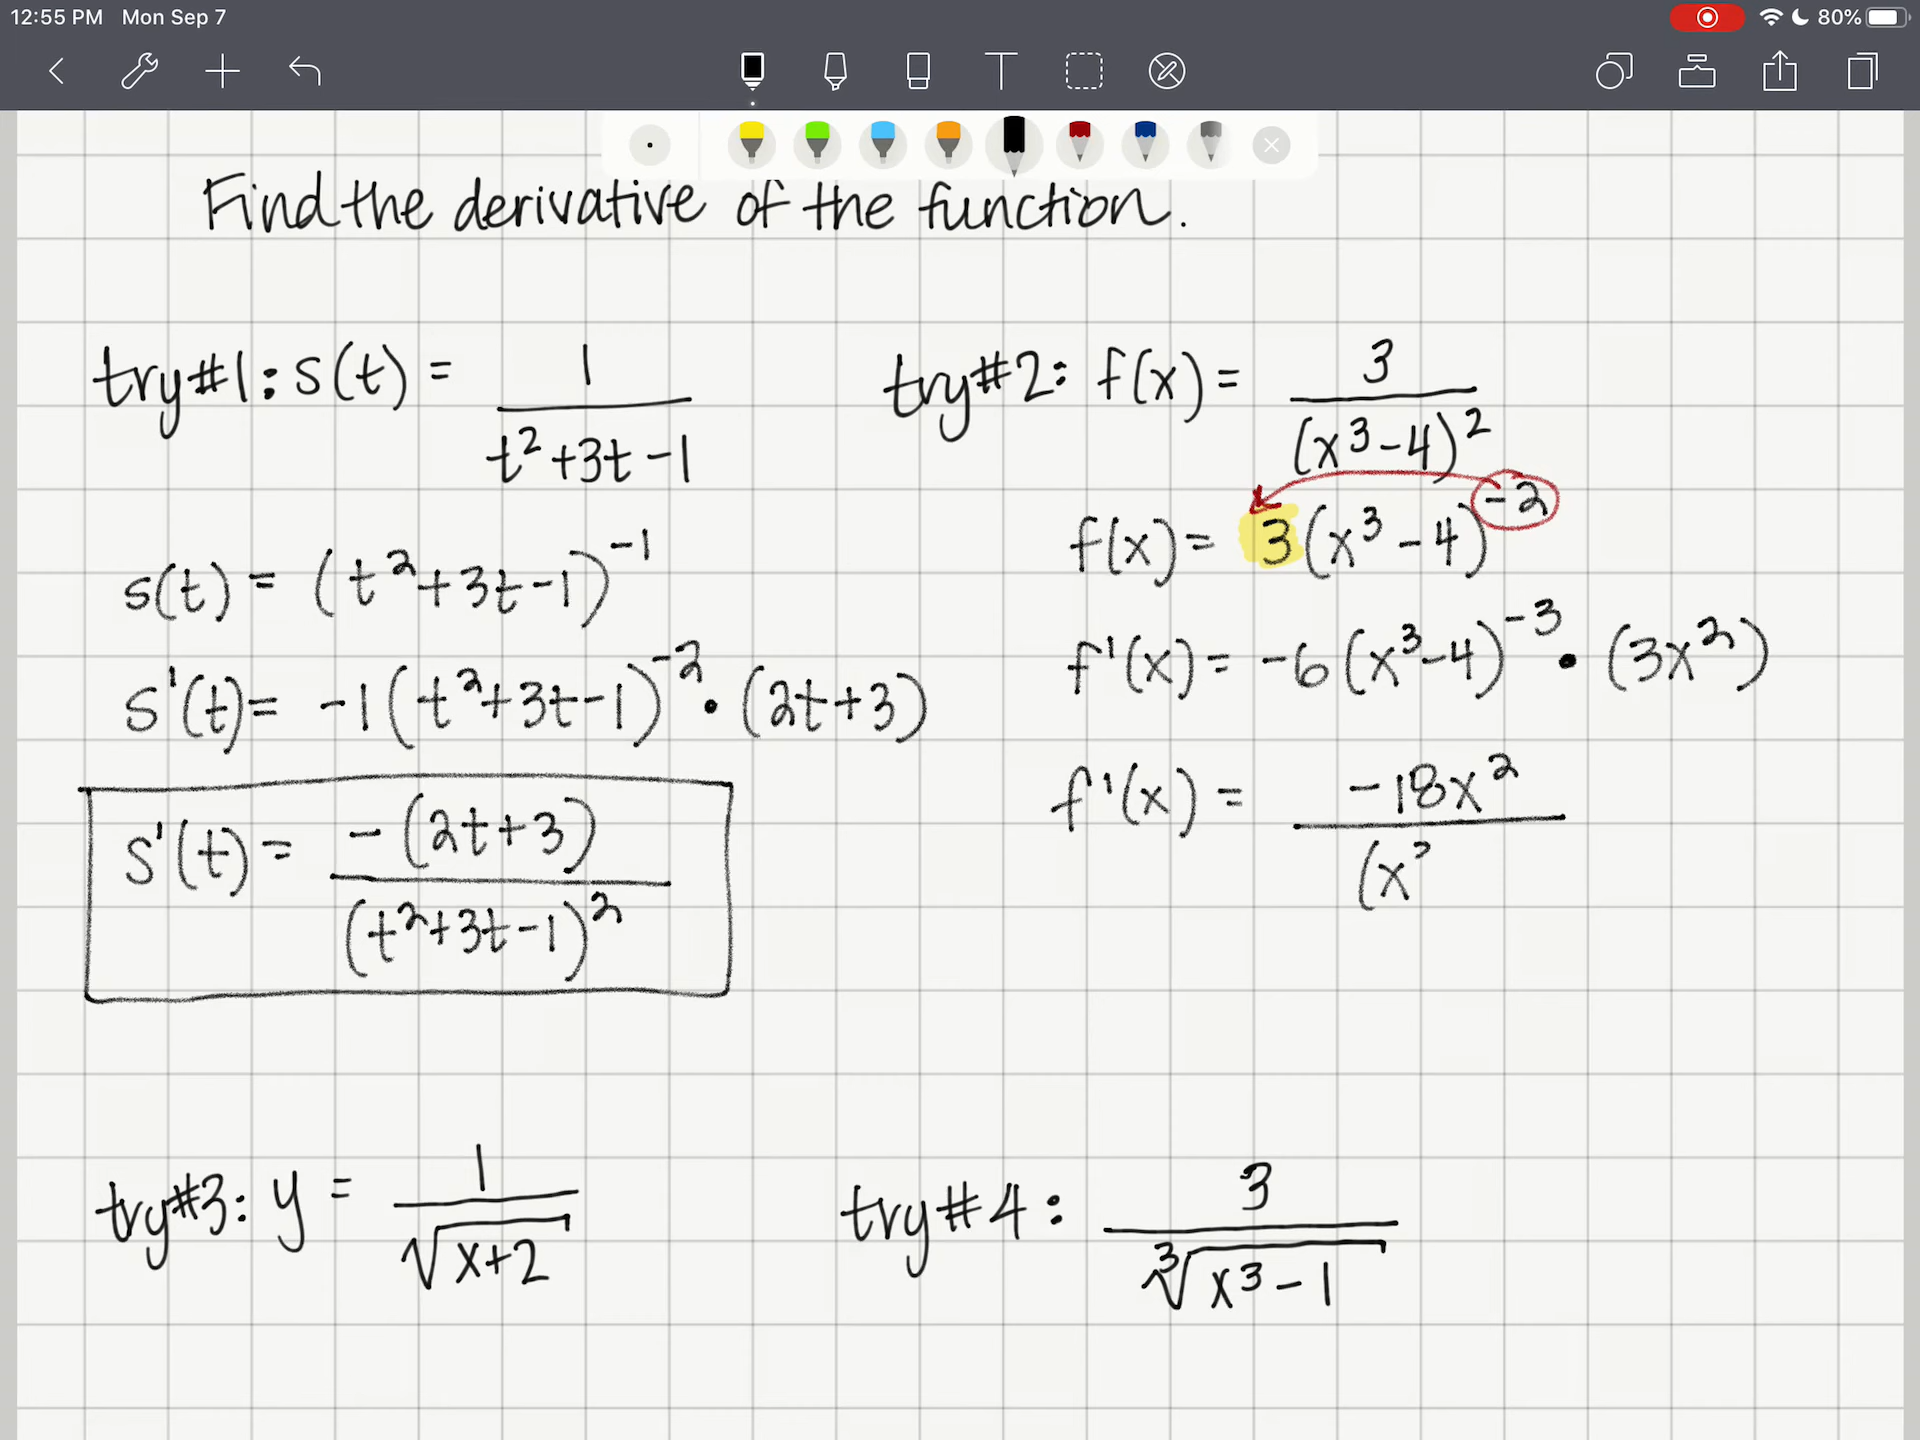 12:55 PM Mon Sep 7 80%
Find the derivative of the function.
try#1: s(t) = 1/(t²+3t-1)
s(t) = (t²+3t-1)⁻¹
s'(t) = -1(t²+3t-1)⁻² • (2t+3)
s'(t) = -(2t+3)/(t²+3t-1)²
try#2: f(x) = 3/(x³-4)²
f(x) = 3(x³-4)⁻²
f'(x) = -6(x³-4)⁻³ • (3x²)
f'(x) = -18x²/(x³
try#3: y = 1/√(x+2)
try#4: 3/∛(x³-1)